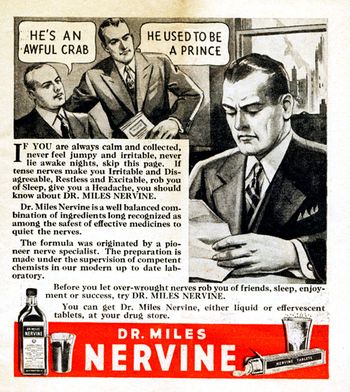 HE'S AN
AWFUL CRAB
HE USED TO BE
A PRINCE
IF YOU are always calm and collected,
never feel jumpy and irritable, never
lie awake nights, skip this page. If
tense nerves make you Irritable and Dis-
agreeable, Restless and Excitable, rob you
of Sleep, give you a Headache, you should
know about DR. MILES NERVINE.
Dr. Miles Nervine is a well balanced com-
bination of ingredients long recognized as
among the safest of effective medicines to
quiet the nerves.
The formula was originated by a pio-
neer nerve specialist. The preparation is
made under the supervision of competent
chemists in our modern up to date lab-
oratory.
Before you let over-wrought nerves rob you of friends, sleep, enjoy-
ment or success, try DR. MILES NERVINE.
You can get Dr. Miles Nervine, either liquid or effervescent
tablets, at your drug store.
DR. MILES
NERVINE
DR. MILES
NERVINE
NERVINE TABLETS